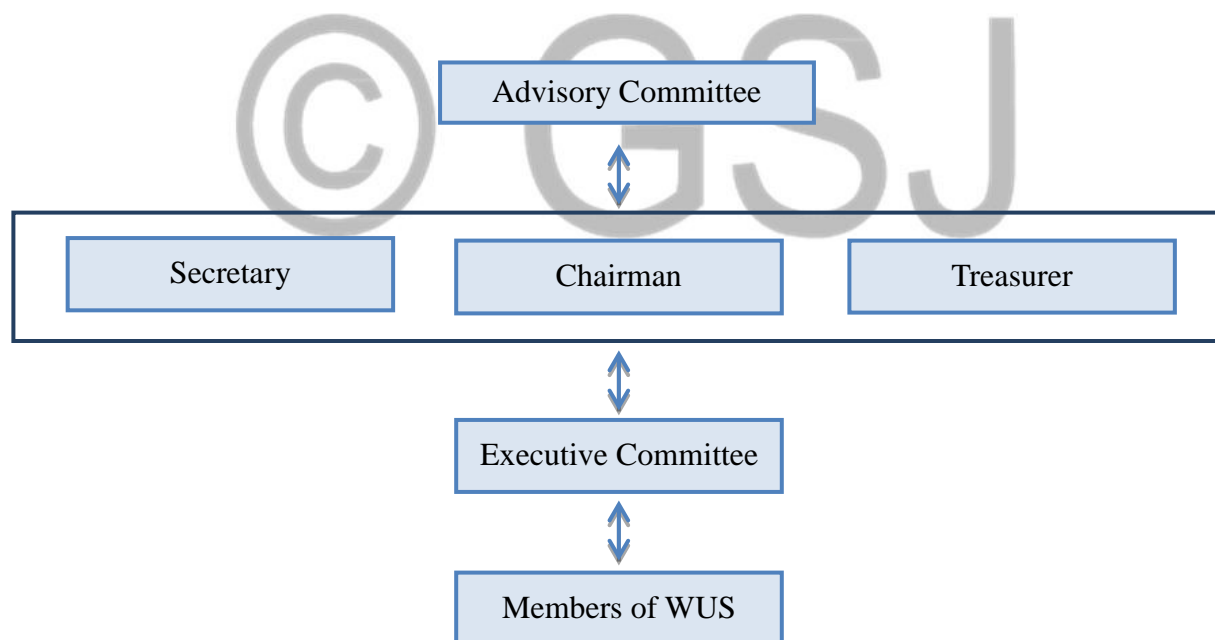 © GSJ
Advisory Committee
Secretary
Chairman
Treasurer
Executive Committee
Members of WUS